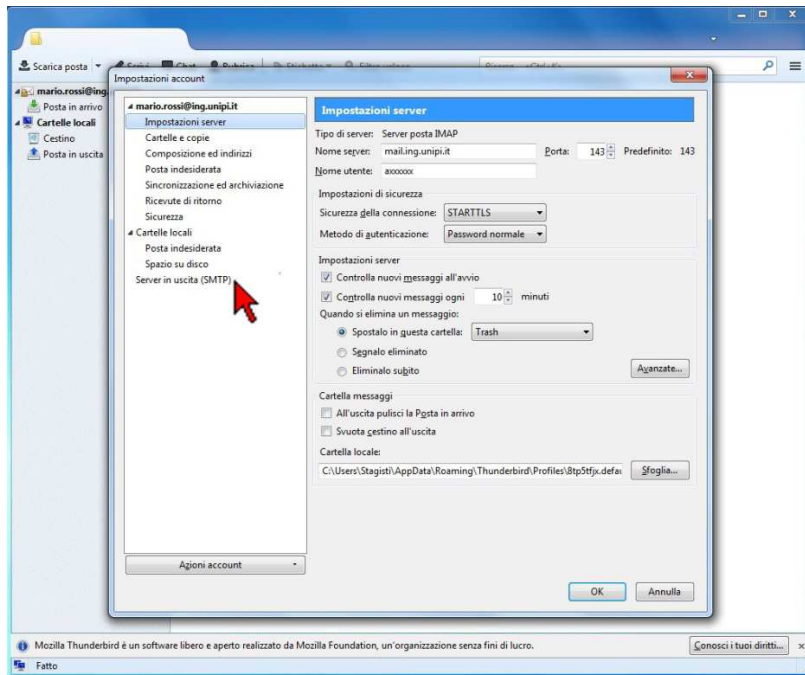 Scarica posta
Impostazioni account
mario.rossi@ing.
Posta in arrivo
Cartelle locali
Cestino
Posta in uscita
mario.rossi@ing.unipi.it
Impostazioni server
Cartelle e copie
Composizione ed indirizzi
Posta indesiderata
Sincronizzazione ed archiviazione
Ricevute di ritorno
Sicurezza
Cartelle locali
Posta indesiderata
Spazio su disco
Server in uscita (SMTP)
Azioni account
Impostazioni server
Tipo di server: Server posta IMAP
Nome server: mail.ing.unipi.it Porta: 143 Predefinito: 143
Nome utente: axxxxxx
Impostazioni di sicurezza
Sicurezza della connessione: STARTTLS
Metodo di autenticazione: Password normale
Impostazioni server
Controlla nuovi messaggi all'avvio
Controlla nuovi messaggi ogni 10 minuti
Quando si elimina un messaggio:
Spostalo in questa cartella: Trash
Segnalo eliminato
Eliminalo subito
Avanzate...
Cartella messaggi
All'uscita pulisci la Posta in arrivo
Svuota cestino all'uscita
Cartella locale:
C:\Users\Stagisti\AppData\Roaming\Thunderbird\Profiles\8tp5tfjx.defau Sfoglia...
OK Annulla
Mozilla Thunderbird è un software libero e aperto realizzato da Mozilla Foundation, un'organizzazione senza fini di lucro. Conosci i tuoi diritti...
Fatto